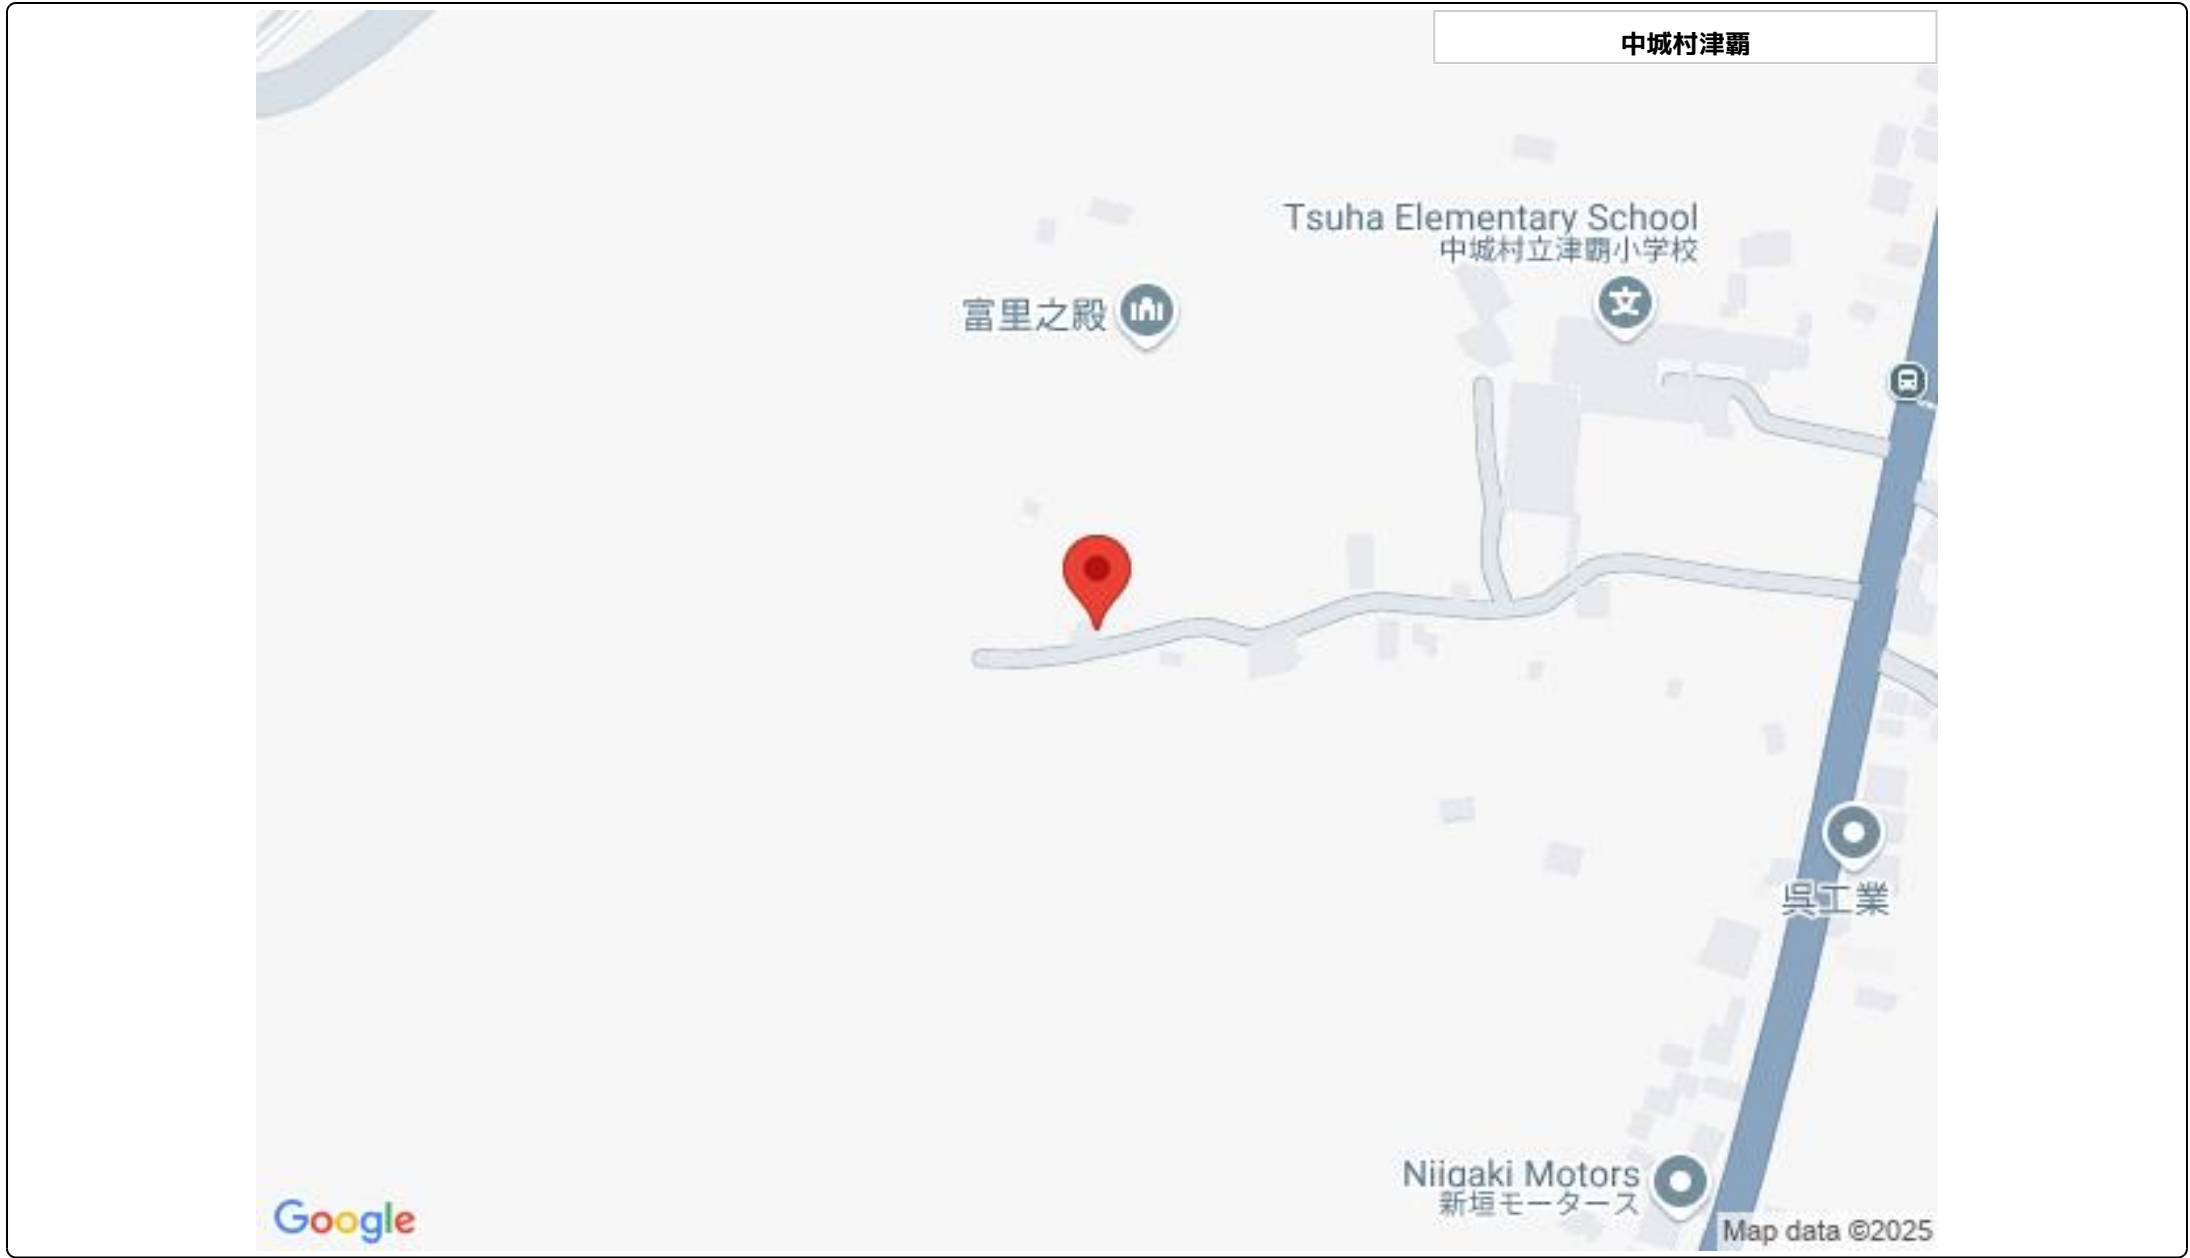 中城村津覇
Tsuha Elementary School
中城村立津覇小学校
富里之殿
文
呉工業
Niigaki Motors
新垣モータース
Google
Map data ©2025